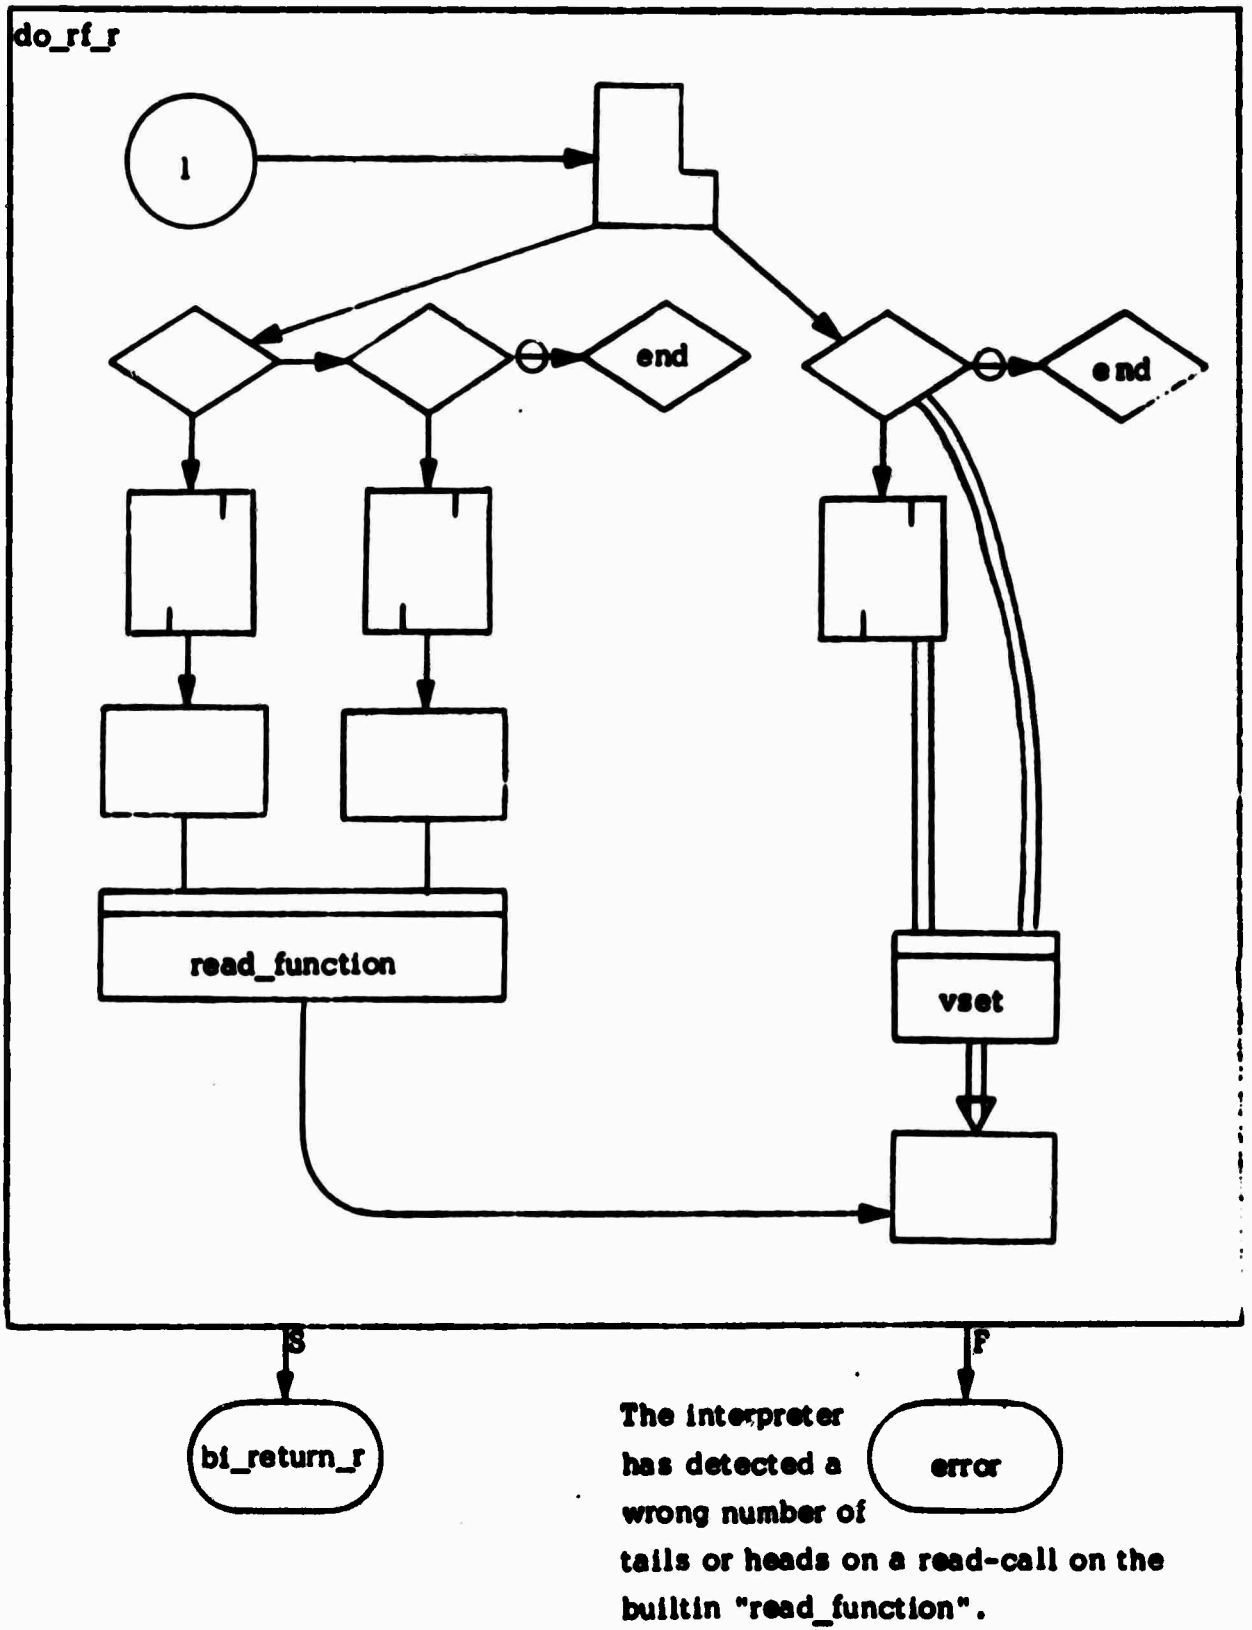 do_rf_r
1
end
end
read_function
vset
S
F
bi_return_r
error
The interpreter
has detected a
wrong number of
tails or heads on a read-call on the
builtin "read_function".